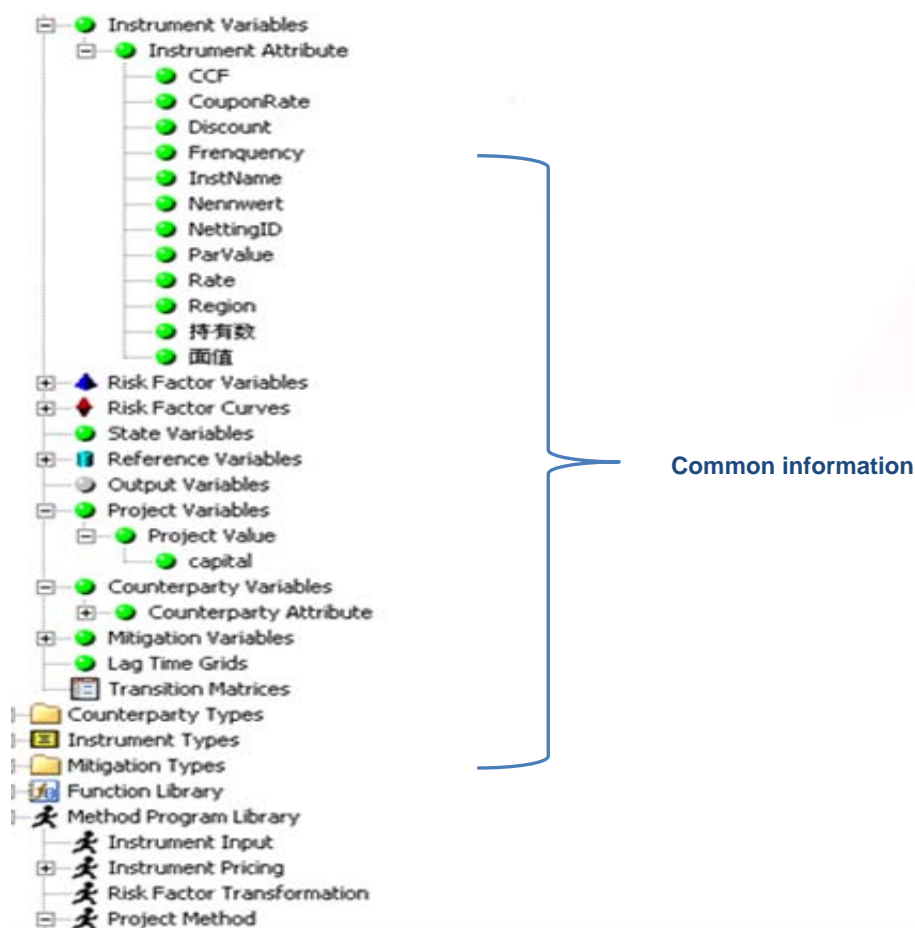 Instrument Variables
Instrument Attribute
CCF
CouponRate
Discount
Frenquency
InstName
Nennwert
NettingID
ParValue
Rate
Region
持有数
面值
Risk Factor Variables
Risk Factor Curves
State Variables
Reference Variables
Output Variables
Project Variables
Project Value
capital
Counterparty Variables
Counterparty Attribute
Mitigation Variables
Lag Time Grids
Transition Matrices
Counterparty Types
Instrument Types
Mitigation Types
Function Library
Method Program Library
Instrument Input
Instrument Pricing
Risk Factor Transformation
Project Method
Common information